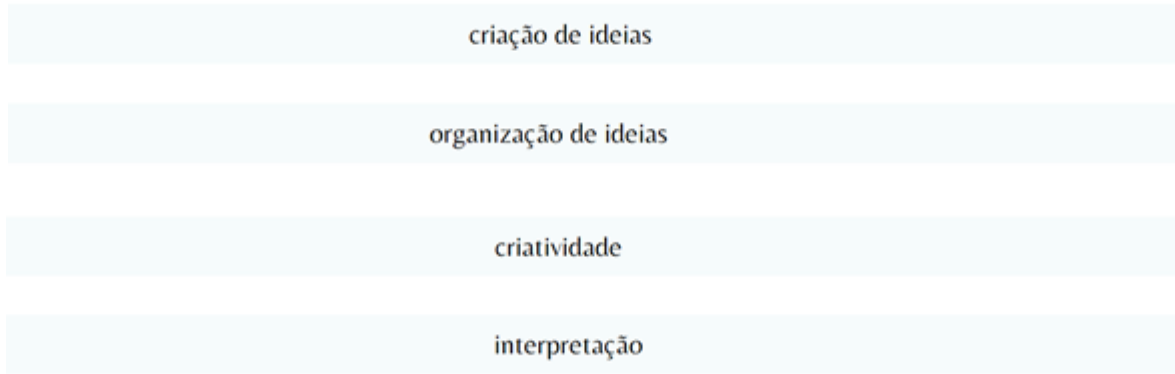 criação de ideias
organização de ideias
criatividade
interpretação